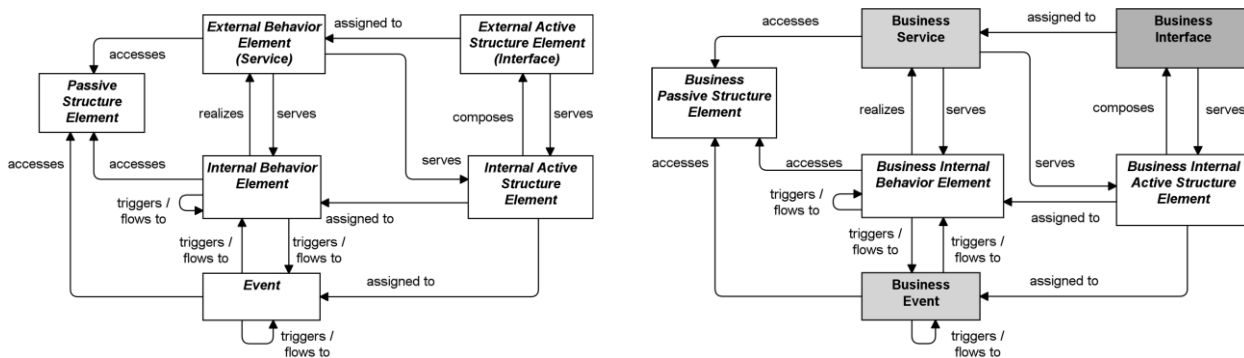 External Behavior
Element
(Service)
assigned to
External Active
Structure Element
(Interface)
accesses
Passive
Structure
Element
realizes
serves
composes
serves
accesses
accesses
serves
Internal Behavior
Element
Internal Active
Structure
Element
triggers /
flows to
assigned to
triggers /
flows to
triggers /
flows to
Event
assigned to
triggers /
flows to
Business
Service
assigned to
Business
Interface
accesses
Business
Passive Structure
Element
realizes
serves
composes
serves
accesses
accesses
serves
Business Internal
Behavior Element
Business Internal
Active Structure
Element
triggers /
flows to
assigned to
triggers /
flows to
triggers /
flows to
Business
Event
assigned to
triggers /
flows to